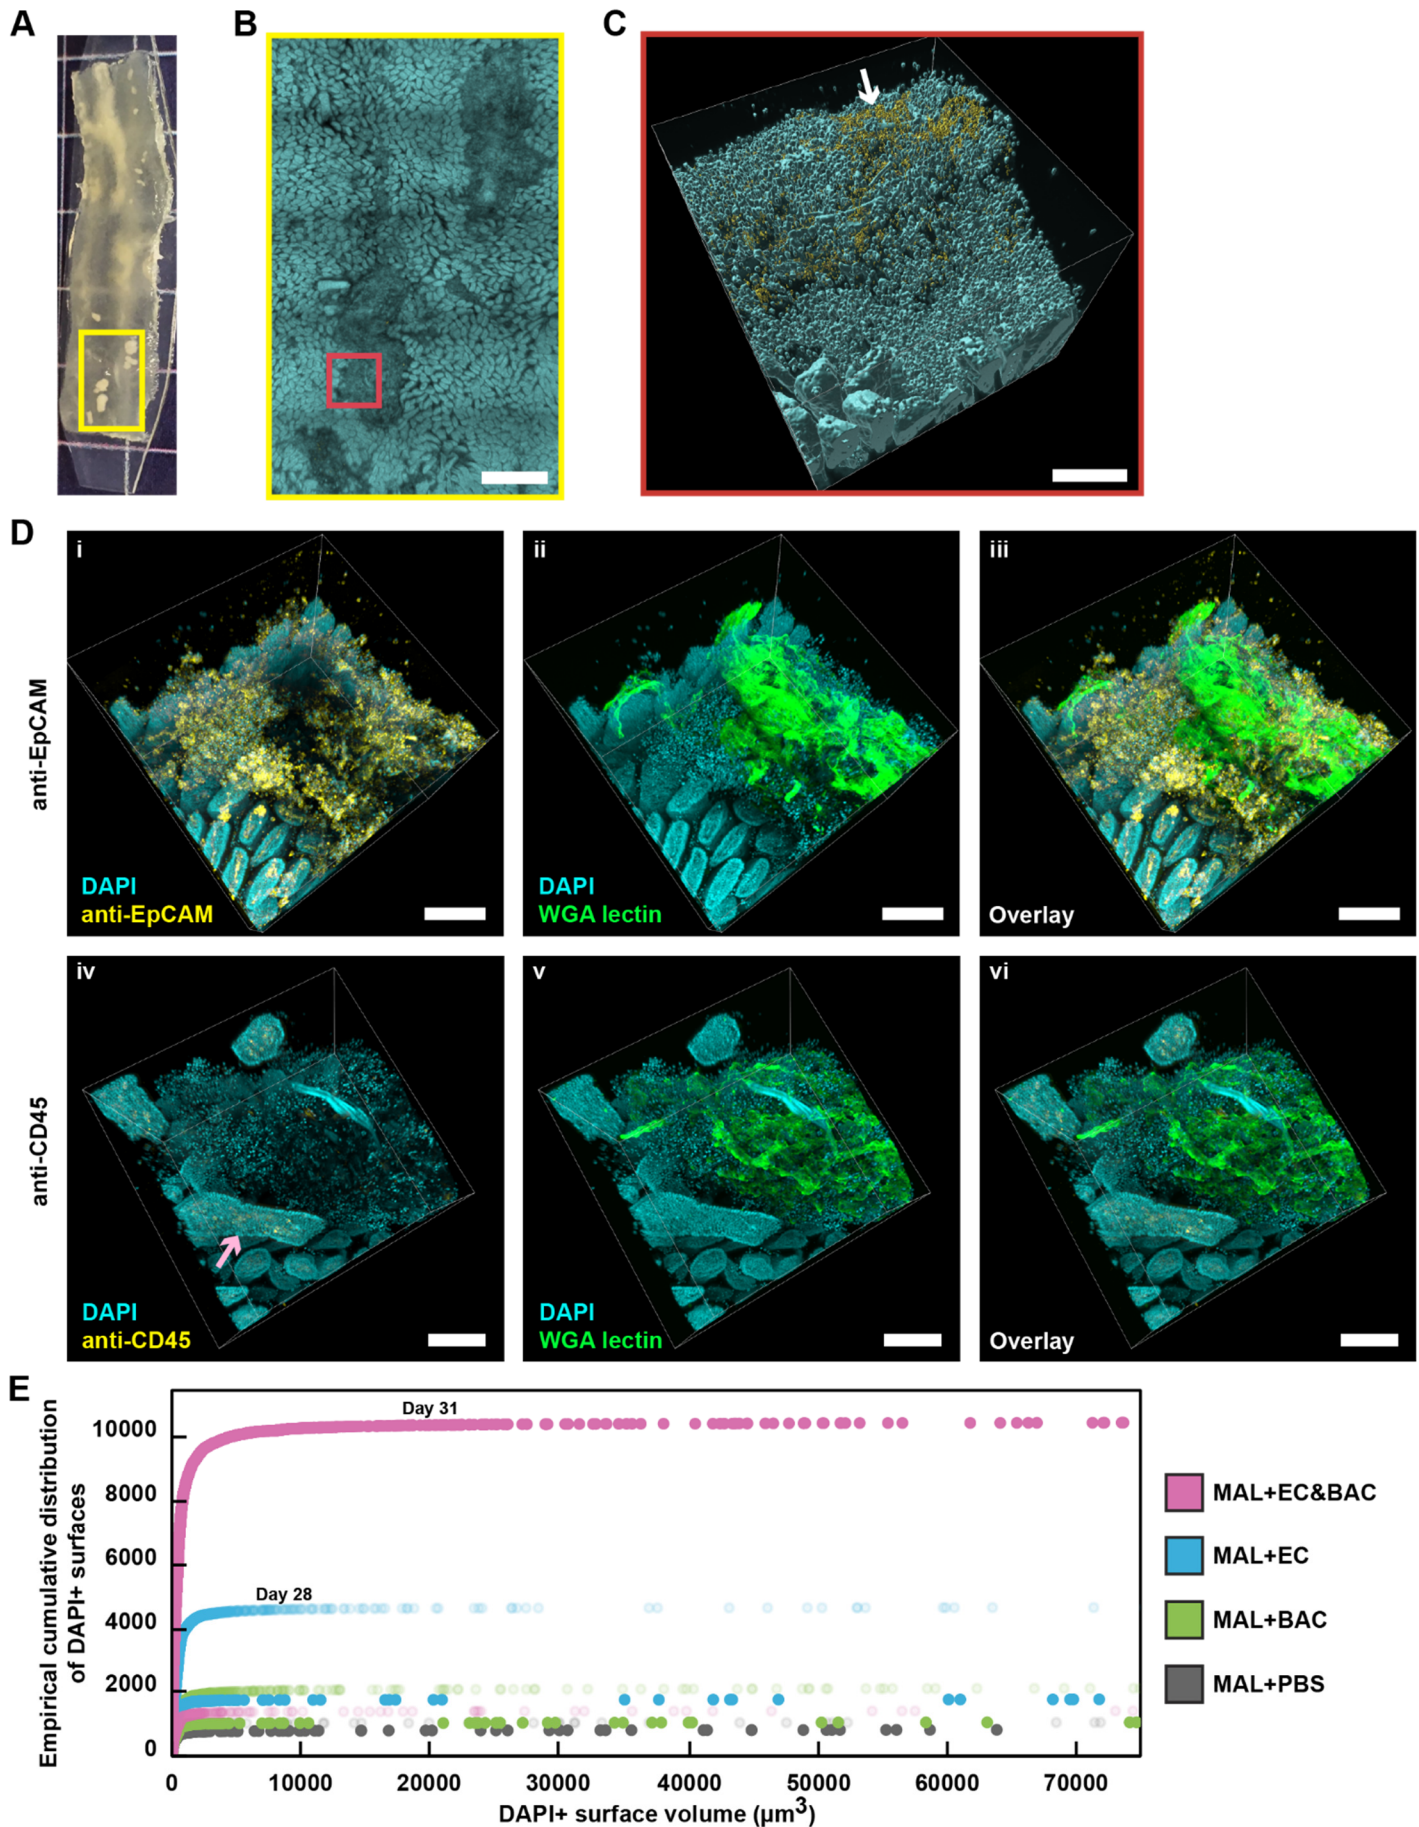 A
B
C
D
i
ii
iii
anti-EpCAM
DAPI
anti-EpCAM
DAPI
WGA lectin
Overlay
iv
v
vi
anti-CD45
DAPI
anti-CD45
DAPI
WGA lectin
Overlay
E
Empirical cumulative distribution
of DAPI+ surfaces
10000
8000
6000
4000
2000
0
Day 31
Day 28
0 10000 20000 30000 40000 50000 60000 70000
DAPI+ surface volume (µm³)
MAL+EC&BAC
MAL+EC
MAL+BAC
MAL+PBS